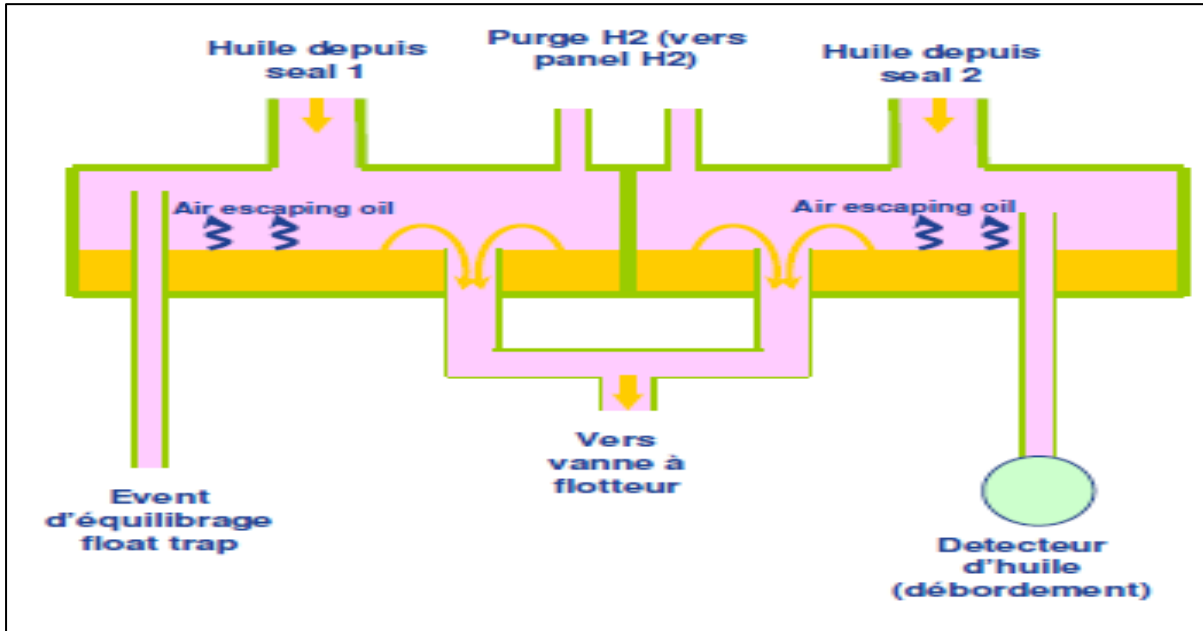 Huile depuis
seal 1
Purge H2 (vers
panel H2)
Huile depuis
seal 2
Air escaping oil
Air escaping oil
Vers
vanne à
flotteur
Event
d'équilibrage
float trap
Detecteur
d'huile
(débordement)